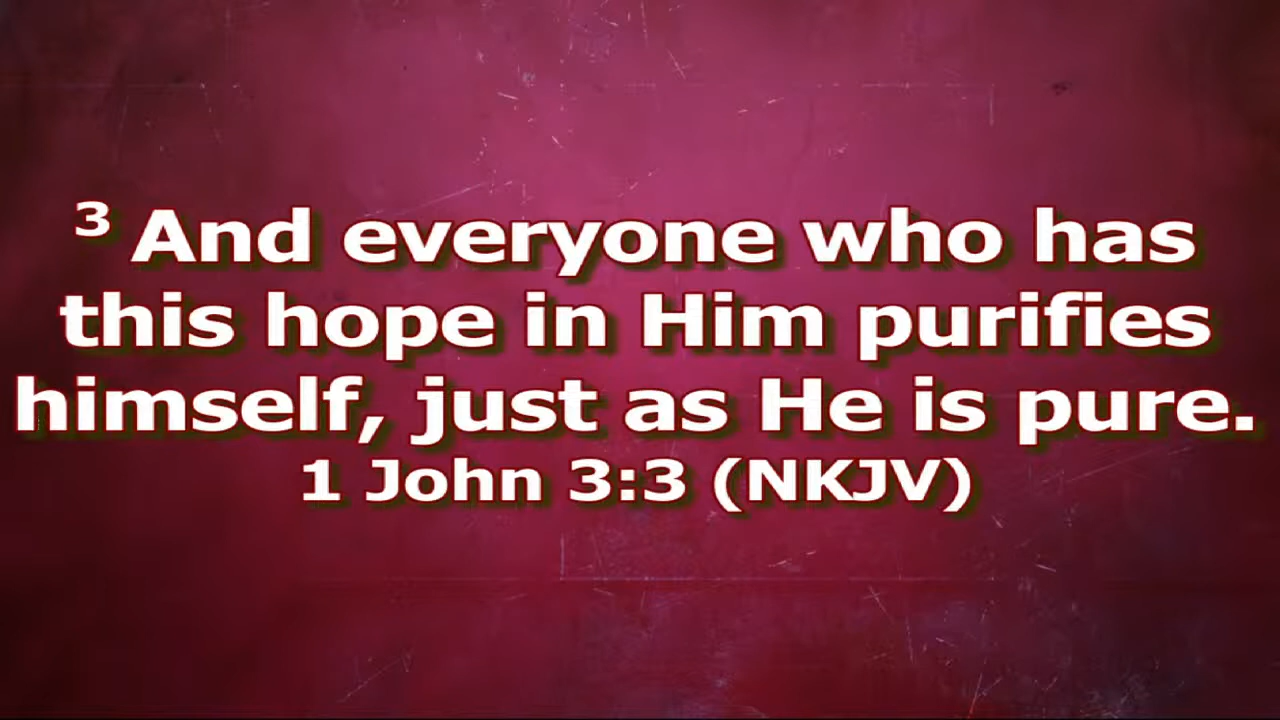 3 And everyone who has
this hope in Him purifies
himself, just as He is pure.
1 John 3:3 (NKJV)